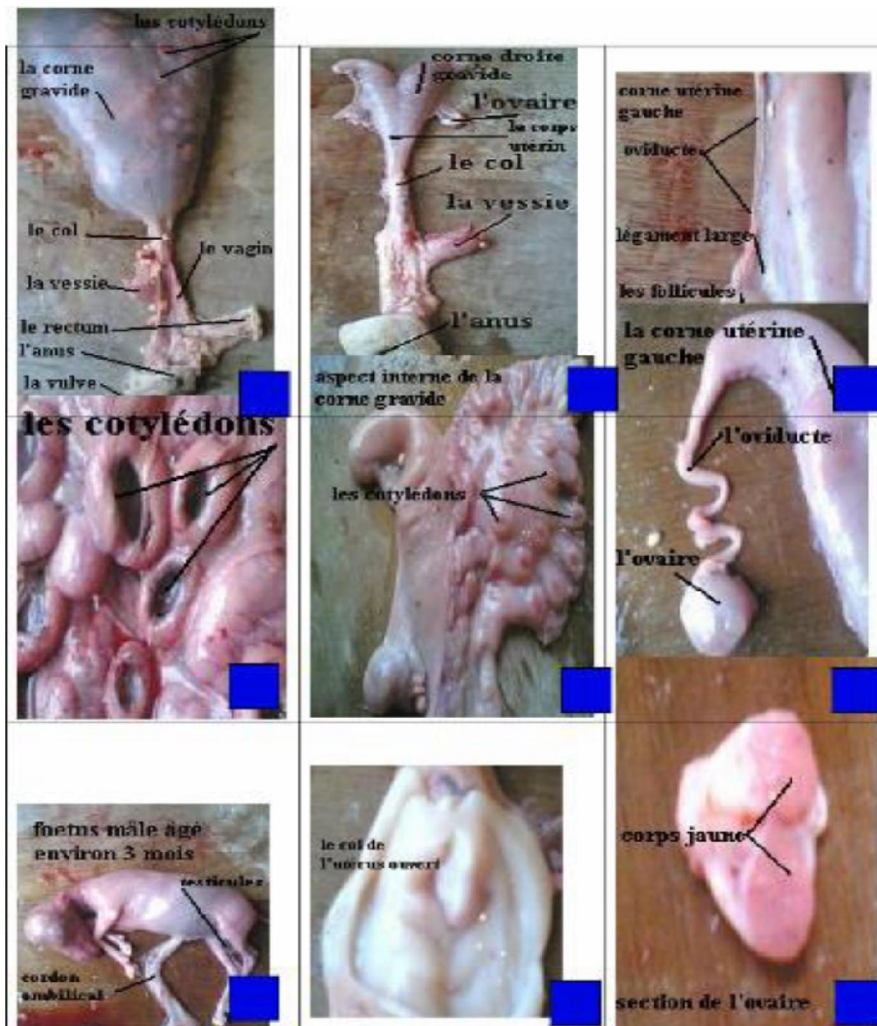 les cotylédons
la corne
gravide
le col
le vagin
la vessie
le rectum
l'anus
la vulve
corne droite
gravide
l'ovaire
le corps
utérin
le col
la vessie
l'anus
corne utérine
gauche
oviducte
légament large
les follicules
les cotylédons
aspect interne de la
corne gravide
les cotylédons
la corne utérine
gauche
l'oviducte
l'ovaire
foetus mâle âgé
environ 3 mois
testicules
cordon
ombilical
le col de
l'uterus ouvert
corps jaune
section de l'ovaire